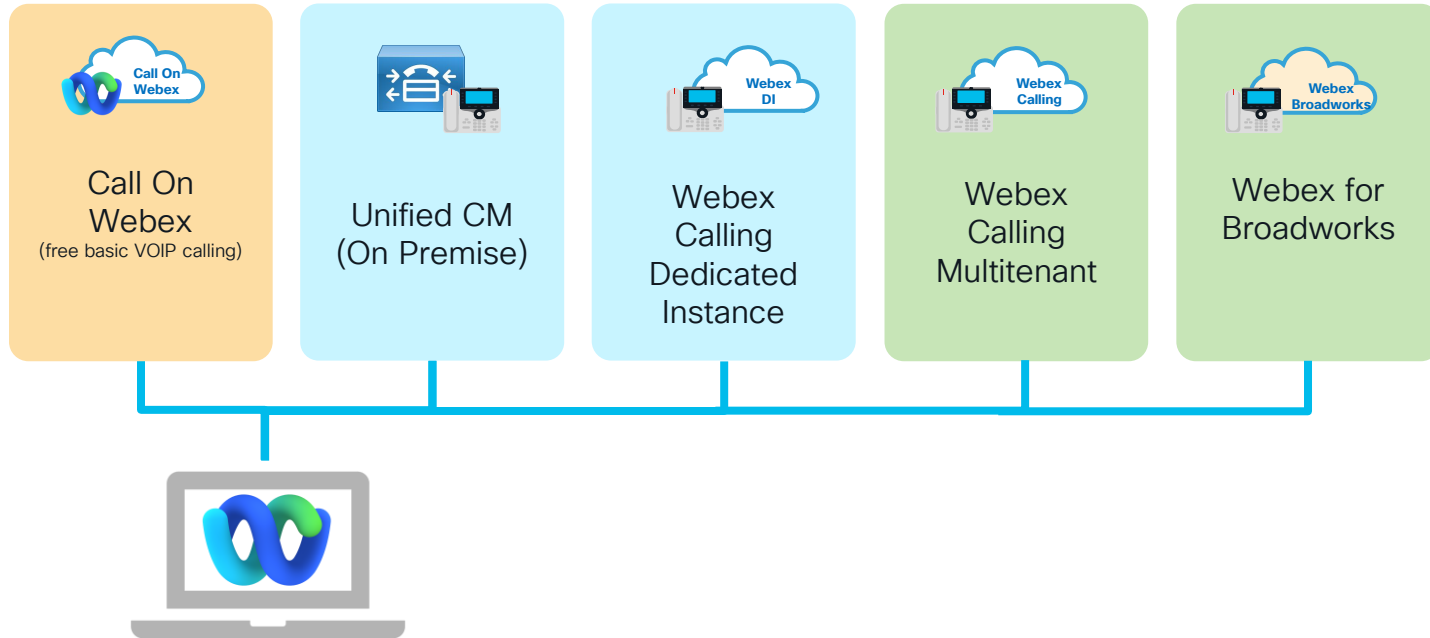 Call On
Webex
Webex
DI
Webex
Calling
Webex
Broadworks
Call On
Webex
(free basic VOIP calling)
Unified CM
(On Premise)
Webex
Calling
Dedicated
Instance
Webex
Calling
Multitenant
Webex for
Broadworks